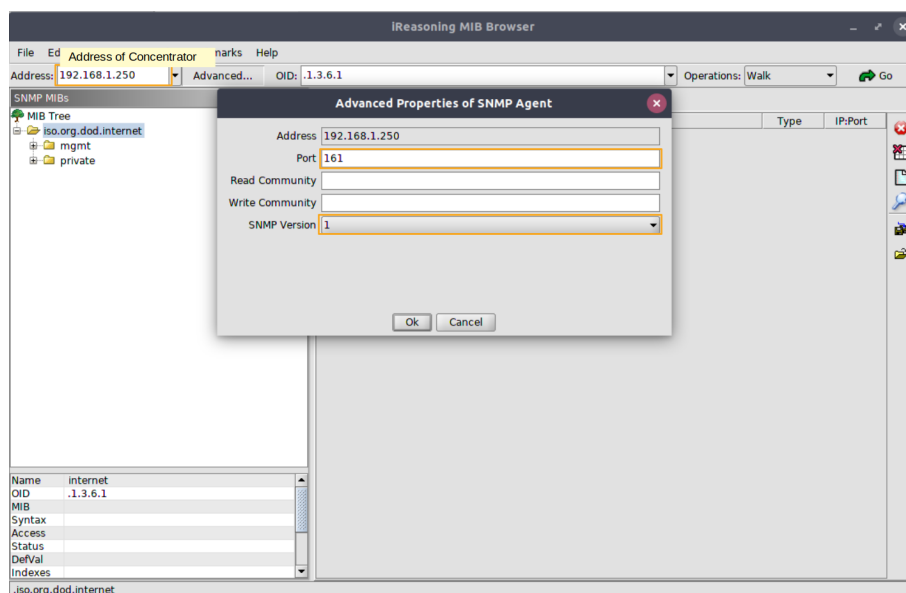 iReasoning MIB Browser
File Ed Address of Concentrator narks Help
Address: 192.168.1.250 Advanced... OID: .1.3.6.1 Operations: Walk Go
SNMP MIBs
MIB Tree
iso.org.dod.internet
mgmt
private
Type IP:Port
Advanced Properties of SNMP Agent
Address 192.168.1.250
Port 161
Read Community
Write Community
SNMP Version 1
Ok Cancel
Name internet
OID .1.3.6.1
MIB
Syntax
Access
Status
DefVal
Indexes
.iso.org.dod.internet